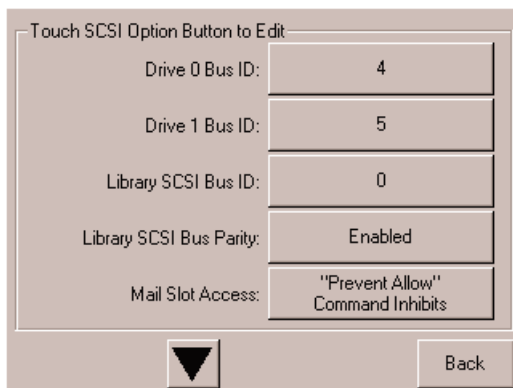 Touch SCSI Option Button to Edit
Drive 0 Bus ID: 4
Drive 1 Bus ID: 5
Library SCSI Bus ID: 0
Library SCSI Bus Parity: Enabled
Mail Slot Access: "Prevent Allow"
Command Inhibits
Back